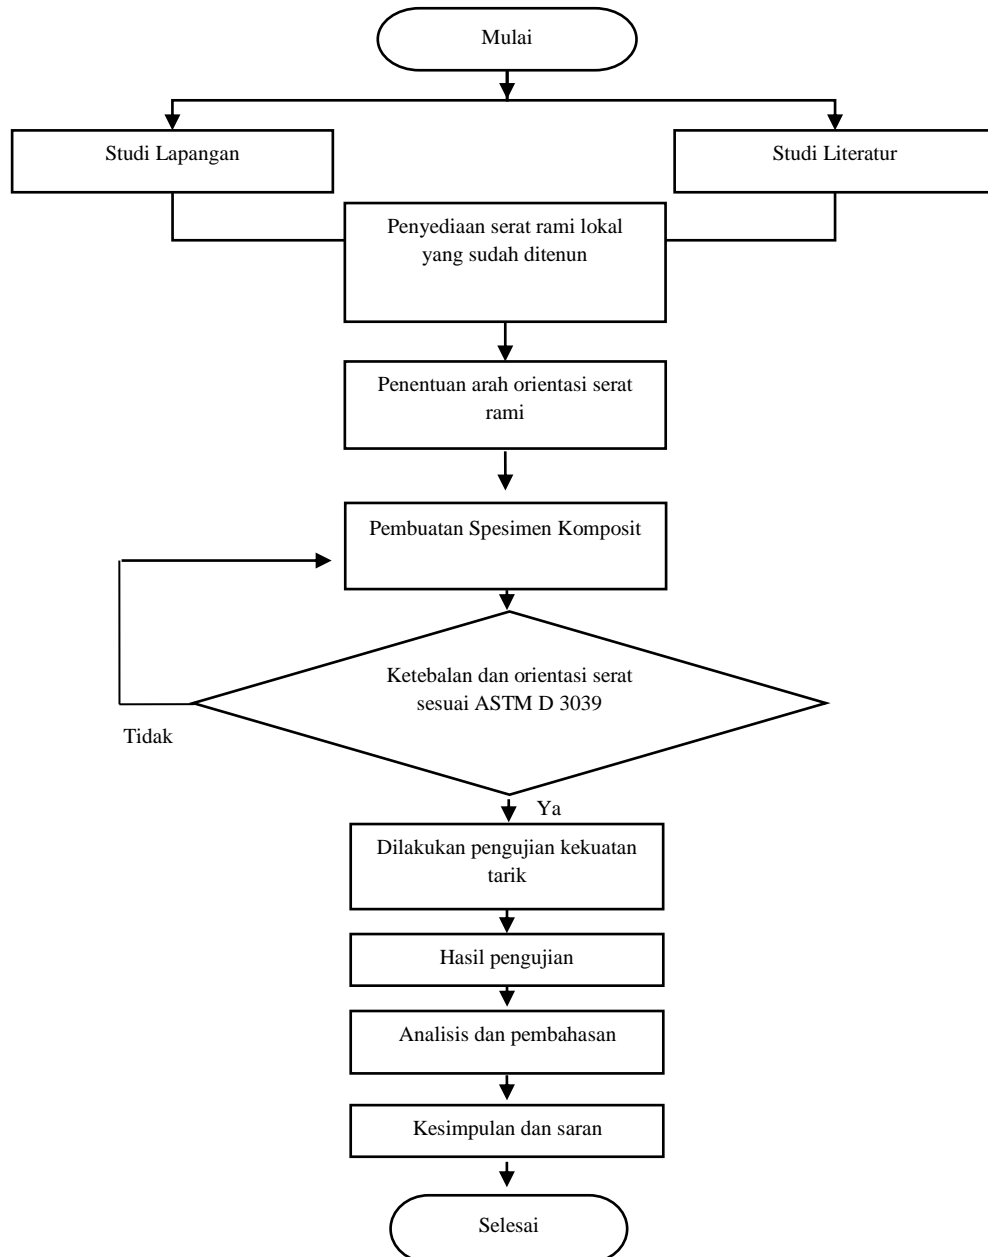 Mulai
Studi Lapangan
Studi Literatur
Penyediaan serat rami lokal
yang sudah ditenun
Penentuan arah orientasi serat
rami
Pembuatan Spesimen Komposit
Ketebalan dan orientasi serat
sesuai ASTM D 3039
Tidak
Ya
Dilakukan pengujian kekuatan
tarik
Hasil pengujian
Analisis dan pembahasan
Kesimpulan dan saran
Selesai